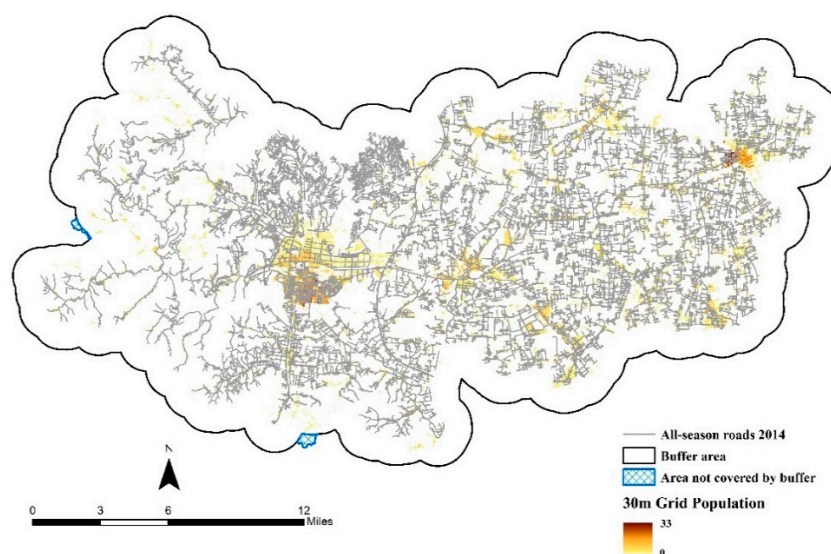 N
0 3 6 12
Miles
All-season roads 2014
Buffer area
Area not covered by buffer
30m Grid Population
33
0